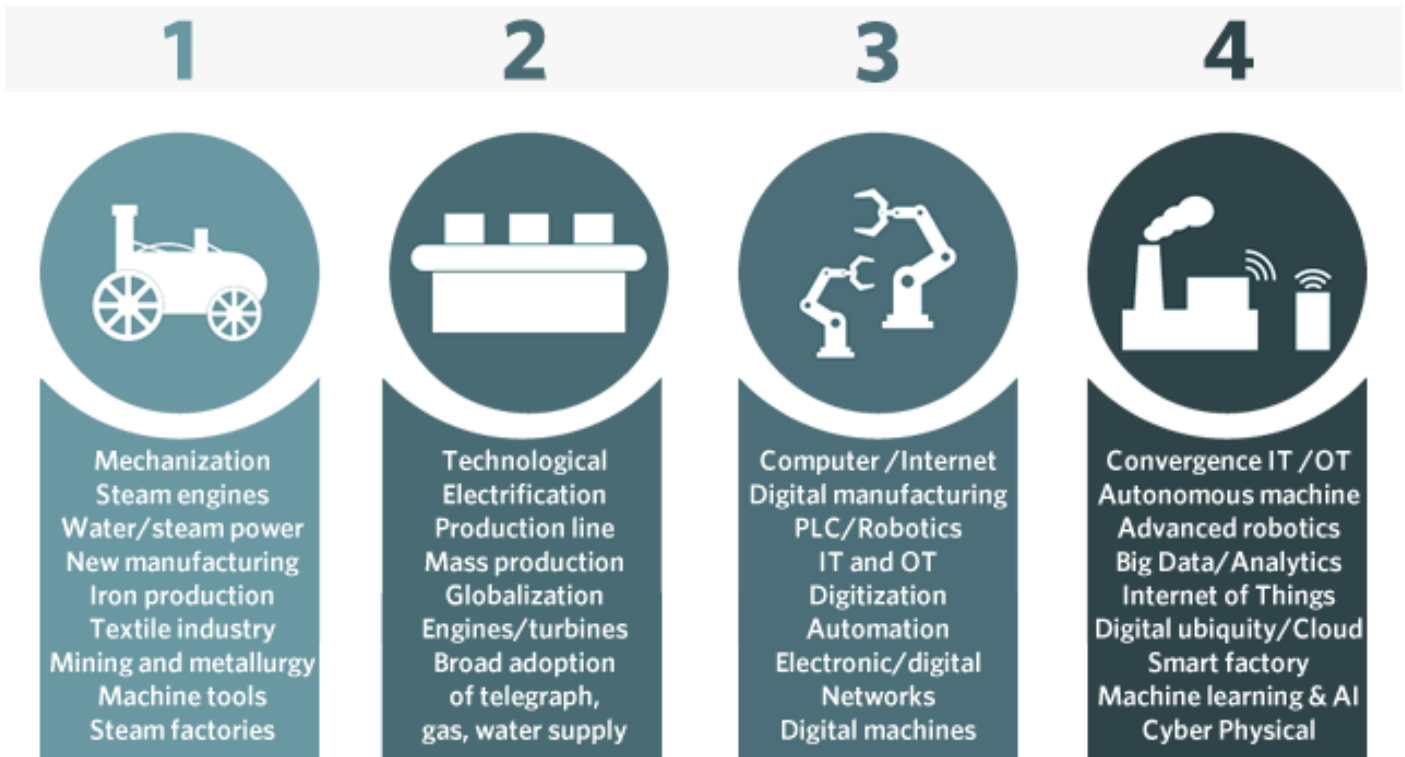 1
2
3
4
Mechanization
Steam engines
Water/steam power
New manufacturing
Iron production
Textile industry
Mining and metallurgy
Machine tools
Steam factories
Technological
Electrification
Production line
Mass production
Globalization
Engines/turbines
Broad adoption
of telegraph,
gas, water supply
Computer /Internet
Digital manufacturing
PLC/Robotics
IT and OT
Digitization
Automation
Electronic/digital
Networks
Digital machines
Convergence IT /OT
Autonomous machine
Advanced robotics
Big Data/Analytics
Internet of Things
Digital ubiquity/Cloud
Smart factory
Machine learning & AI
Cyber Physical